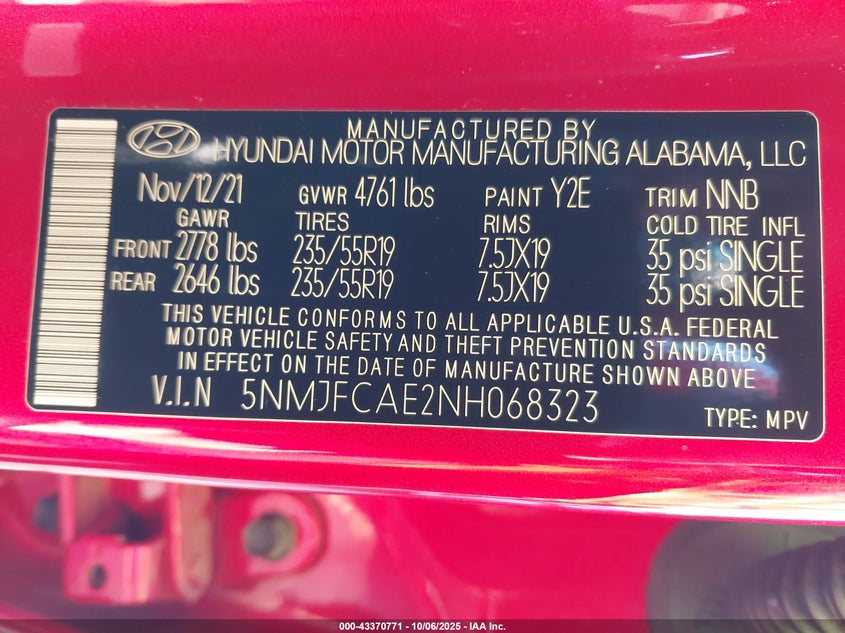 MANUFACTURED BY
HYUNDAI MOTOR MANUFACTURING ALABAMA, LLC
Nov/12/21 GVWR 4761 lbs PAINT Y2E TRIM NNB
GAWR TIRES RIMS COLD TIRE INFL
FRONT 2778 lbs 235/55R19 7.5JX19 35 psi SINGLE
REAR 2646 lbs 235/55R19 7.5JX19 35 psi SINGLE
THIS VEHICLE CONFORMS TO ALL APPLICABLE U.S.A. FEDERAL
MOTOR VEHICLE SAFETY AND THEFT PREVENTION STANDARDS
IN EFFECT ON THE DATE OF MANUFACTURE SHOWN ABOVE
V.I.N 5NMJFCAE2NH068323 TYPE: MPV
000-43370771 - 10/06/2025 - IAA Inc.